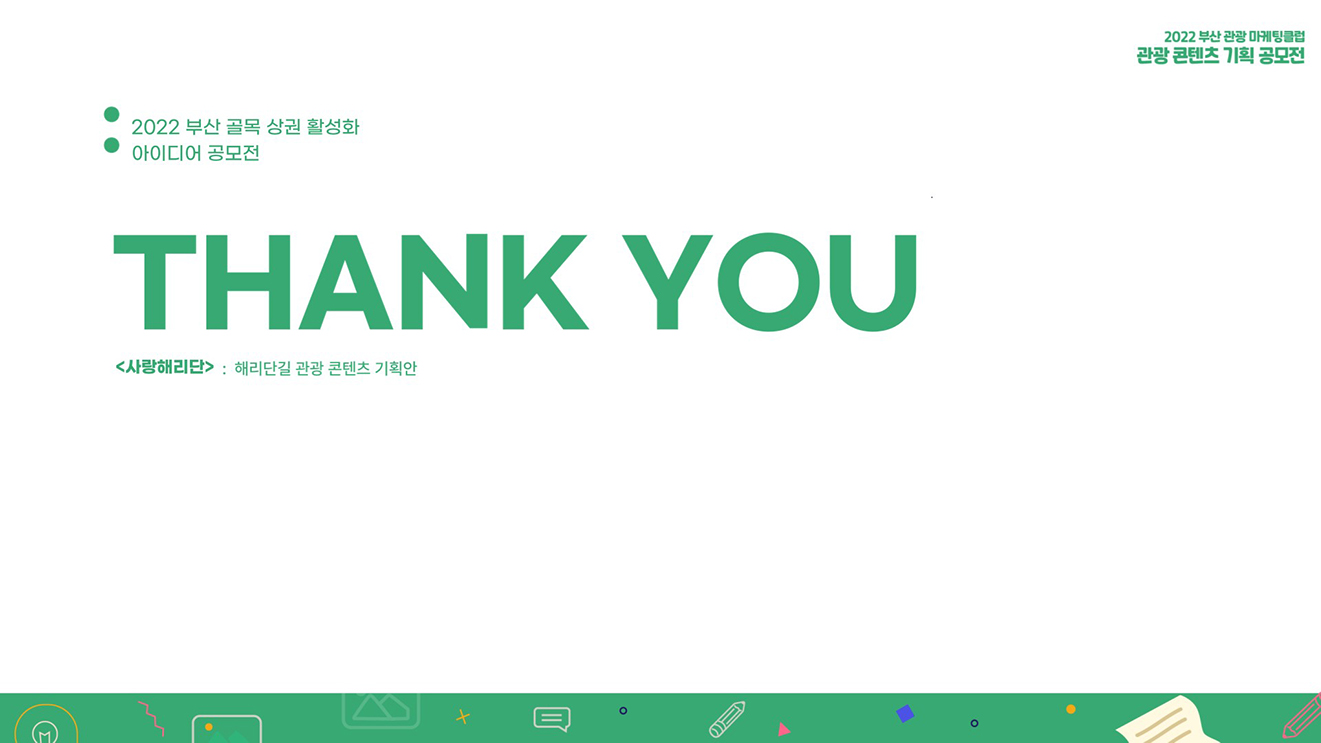 2022 부산 관광 마케팅클럽
관광 콘텐츠 기획 공모전
2022 부산 골목 상권 활성화
아이디어 공모전
THANK YOU
<사랑해리단> : 해리단길 관광 콘텐츠 기획안